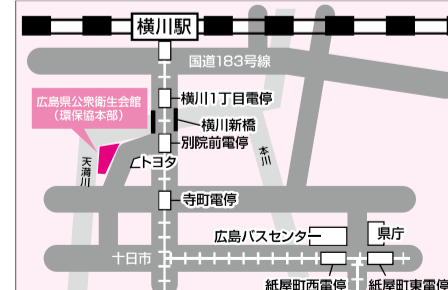 横川駅
国道183号線
広島県公衆衛生会館
(環保協本部)
横川1丁目電停
横川新橋
別院前電停
天満川
トヨタ
本川
寺町電停
広島バスセンター
県庁
十日市
紙屋町西電停
紙屋町東電停